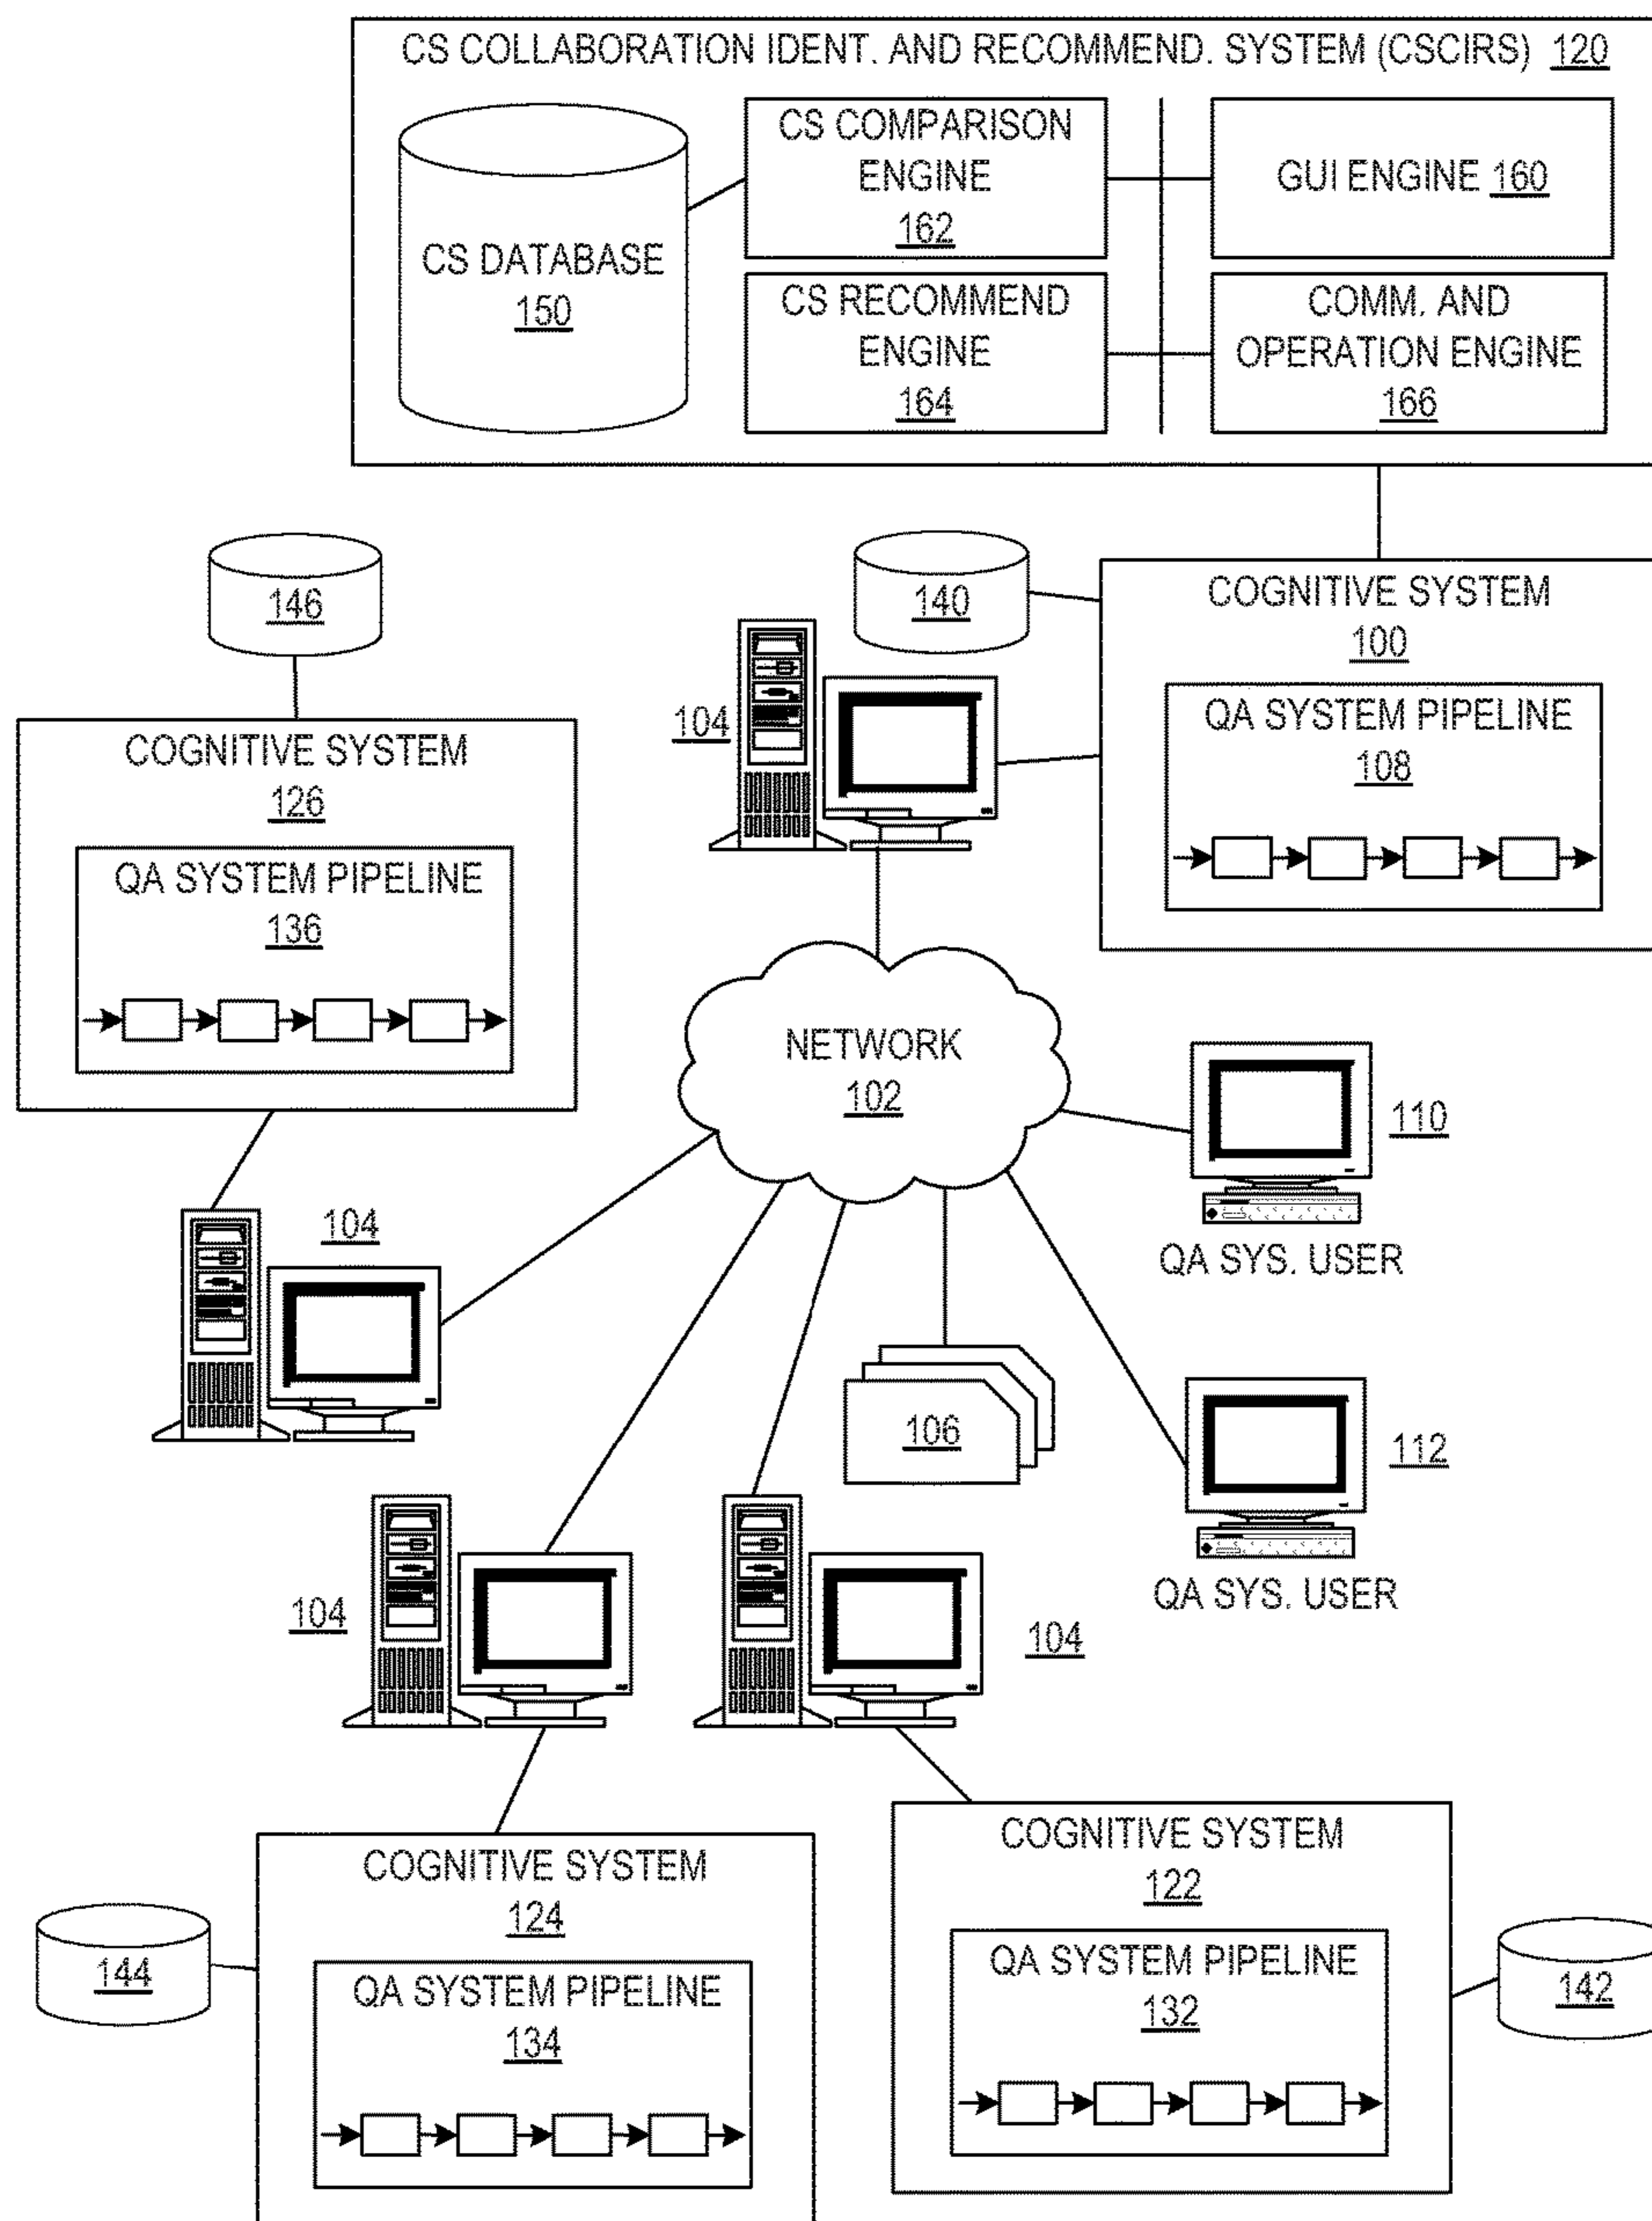 CS COLLABORATION IDENT. AND RECOMMEND. SYSTEM (CSCIRS) 120
CS DATABASE
150
CS COMPARISON
ENGINE
162
GUI ENGINE 160
CS RECOMMEND
ENGINE
164
COMM. AND
OPERATION ENGINE
166
146
140
COGNITIVE SYSTEM
100
QA SYSTEM PIPELINE
108
104
COGNITIVE SYSTEM
126
QA SYSTEM PIPELINE
136
NETWORK
102
110
QA SYS. USER
104
106
112
QA SYS. USER
104
104
COGNITIVE SYSTEM
124
QA SYSTEM PIPELINE
134
144
COGNITIVE SYSTEM
122
QA SYSTEM PIPELINE
132
142